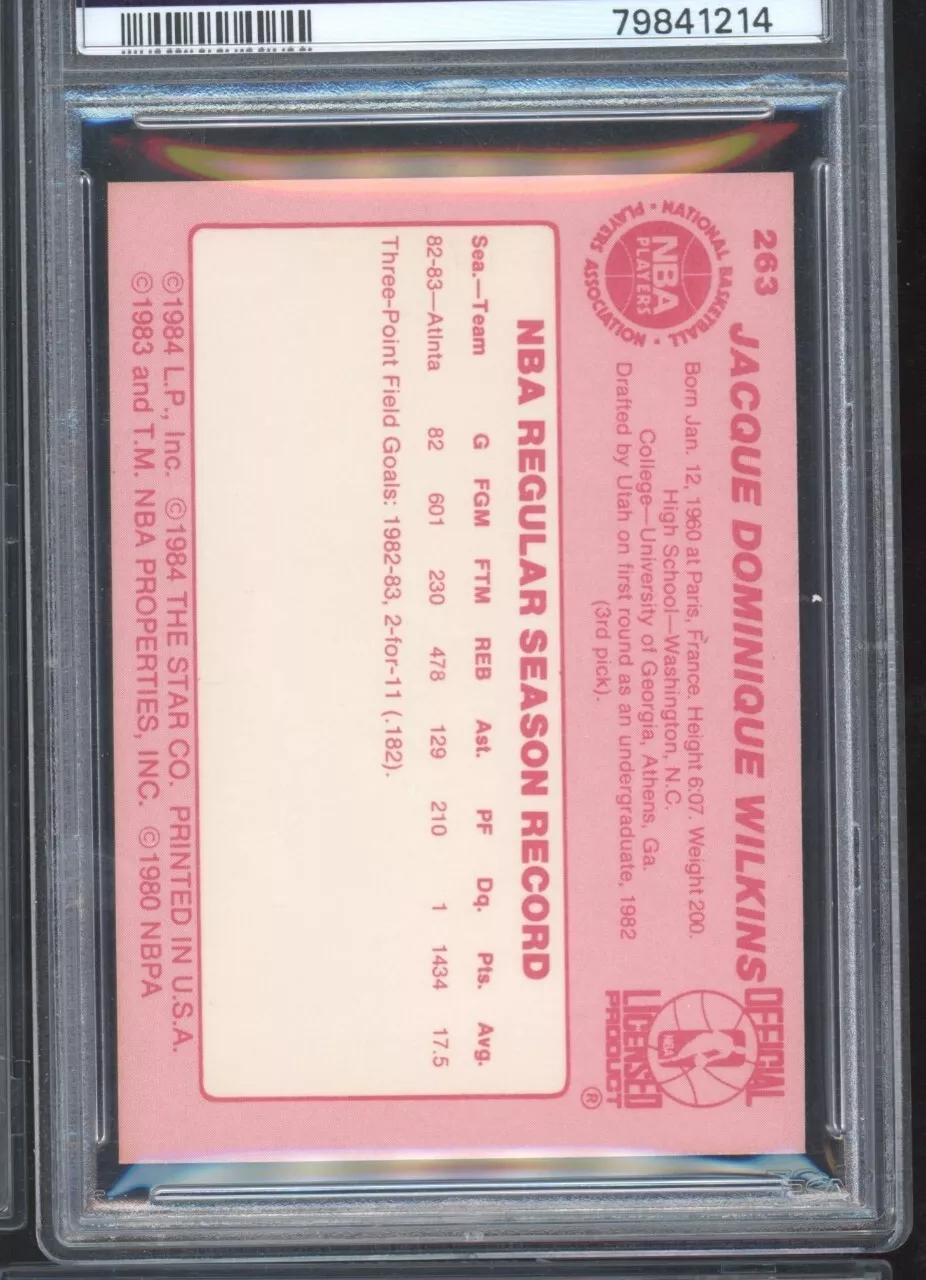 79841214
263
JACQUE DOMINIQUE WILKINS
NATIONAL BASKETBALL PLAYERS ASSOCIATION
NBA
PLAYERS
Born Jan. 12, 1960 at Paris, France. Height 6:07. Weight 200.
High School—Washington, N.C.
College—University of Georgia, Athens, Ga.
Drafted by Utah on first round as an undergraduate, 1982
(3rd pick).
OFFICIAL
NBA
LICENSED
PRODUCT
®
NBA REGULAR SEASON RECORD
Sea.—Team G FGM FTM REB Ast. PF Dq. Pts. Avg.
82-83—Atlnta 82 601 230 478 129 210 1 1434 17.5
Three-Point Field Goals: 1982-83, 2-for-11 (.182).
©1984 L.P., Inc. ©1984 THE STAR CO. PRINTED IN U.S.A.
©1983 and T.M. NBA PROPERTIES, INC. ©1980 NBPA
PSA